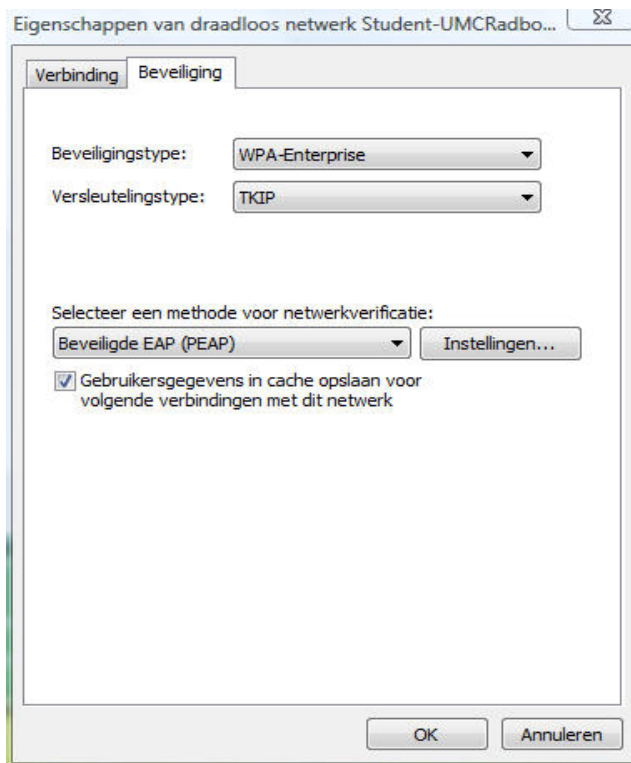 Eigenschappen van draadloos netwerk Student-UMCRadbo...
Verbinding Beveiliging
Beveiligingstype: WPA-Enterprise
Versleutelingstype: TKIP
Selecteer een methode voor netwerkverificatie:
Beveiligde EAP (PEAP) Instellingen...
Gebruikersgegevens in cache opslaan voor
volgende verbindingen met dit netwerk
OK Annuleren